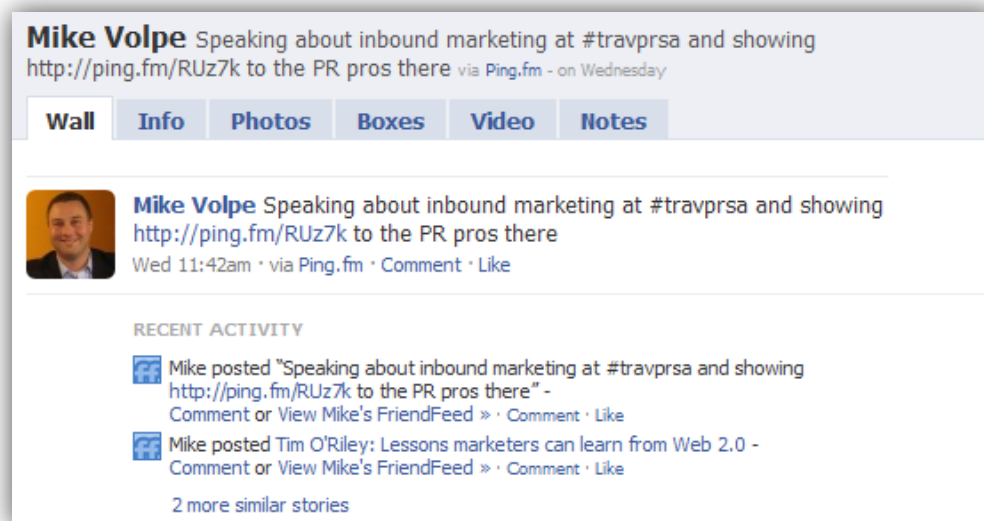 Mike Volpe Speaking about inbound marketing at #travprsa and showing
http://ping.fm/RUz7k to the PR pros there via Ping.fm - on Wednesday
Wall Info Photos Boxes Video Notes
Mike Volpe Speaking about inbound marketing at #travprsa and showing
http://ping.fm/RUz7k to the PR pros there
Wed 11:42am · via Ping.fm · Comment · Like
RECENT ACTIVITY
ff Mike posted "Speaking about inbound marketing at #travprsa and showing
http://ping.fm/RUz7k to the PR pros there" -
Comment or View Mike's FriendFeed » · Comment · Like
ff Mike posted Tim O'Riley: Lessons marketers can learn from Web 2.0 -
Comment or View Mike's FriendFeed » · Comment · Like
2 more similar stories